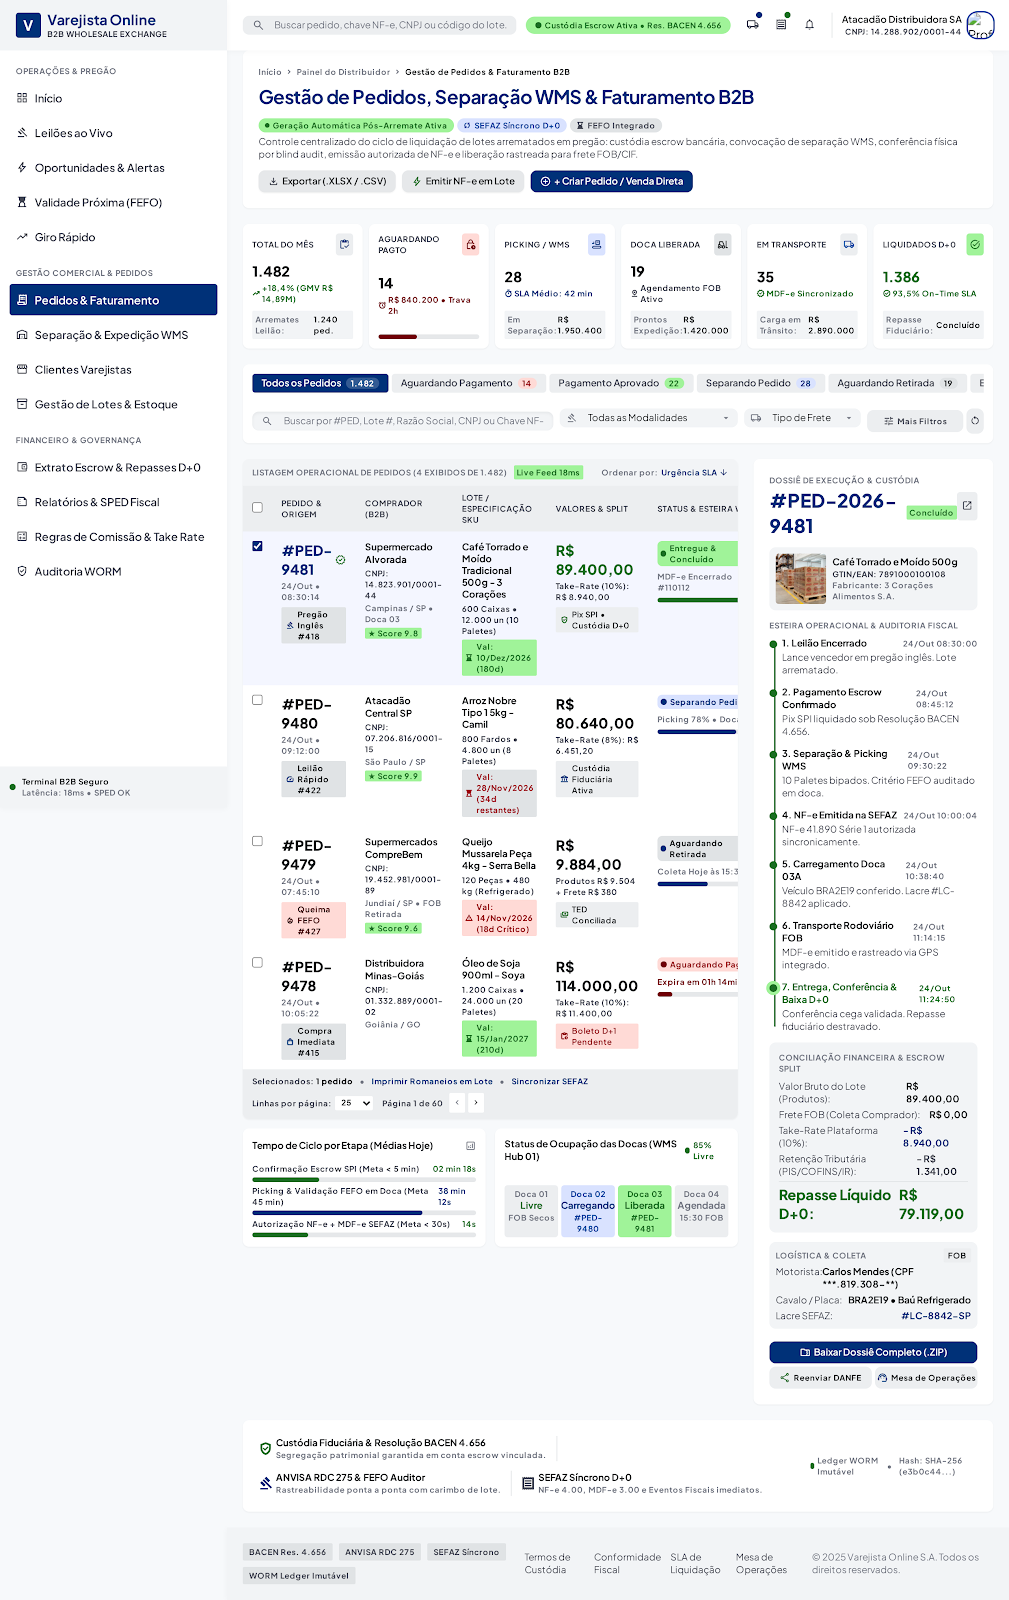 V
Varejista Online
B2B WHOLESALE EXCHANGE
Buscar pedido, chave NF-e, CNPJ ou código do lote.
Custódia Escrow Ativa • Res. BACEN 4.656
Atacadão Distribuidora SA
CNPJ: 14.288.902/0001-44
OPERAÇÕES & PREGÃO
Início
Leilões ao Vivo
Oportunidades & Alertas
Validade Próxima (FEFO)
Giro Rápido
GESTÃO COMERCIAL & PEDIDOS
Pedidos & Faturamento
Separação & Expedição WMS
Clientes Varejistas
Gestão de Lotes & Estoque
FINANCEIRO & GOVERNANÇA
Extrato Escrow & Repasses D+0
Relatórios & SPED Fiscal
Regras de Comissão & Take Rate
Auditoria WORM
Terminal B2B Seguro
Latência: 18ms • SPED OK
Início > Painel do Distribuidor > Gestão de Pedidos & Faturamento B2B
Gestão de Pedidos, Separação WMS & Faturamento B2B
Geração Automática Pós-Arremate Ativa
SEFAZ Síncrono D+0
FEFO Integrado
Controle centralizado do ciclo de liquidação de lotes arrematados em pregão: custódia escrow bancária, convocação de separação WMS, conferência física
por blind audit, emissão autorizada de NF-e e liberação rastreada para frete FOB/CIF.
Exportar (.XLSX / .CSV)
Emitir NF-e em Lote
+ Criar Pedido / Venda Direta
TOTAL DO MÊS
1.482
+18,4% (GMV R$
14,89M)
Arremates
Leilão:
1.240
ped.
AGUARDANDO
PAGTO
14
R$ 840.200 • Trava
2h
PICKING / WMS
28
SLA Médio: 42 min
Em
Separação:
R$
1.950.400
DOCA LIBERADA
19
Agendamento FOB
Ativo
Prontos
Expedição:
R$
1.420.000
EM TRANSPORTE
35
MDF-e Sincronizado
Carga em
Trânsito:
R$
2.890.000
LIQUIDADOS D+0
1.386
93,5% On-Time SLA
Repasse
Fiduciário:
Concluído
Todos os Pedidos 1.482
Aguardando Pagamento 14
Pagamento Aprovado 22
Separando Pedido 28
Aguardando Retirada 19
Buscar por #PED, Lote #, Razão Social, CNPJ ou Chave NF-
Todas as Modalidades
Tipo de Frete
Mais Filtros
LISTAGEM OPERACIONAL DE PEDIDOS (4 EXIBIDOS DE 1.482)
Live Feed 18ms
Ordenar por: Urgência SLA ↓
PEDIDO &
ORIGEM
COMPRADOR
(B2B)
LOTE /
ESPECIFICAÇÃO
SKU
VALORES & SPLIT
STATUS & ESTEIRA
#PED-
9481
24/Out •
08:30:14
Pregão
Inglês
#418
Supermercado
Alvorada
CNPJ:
14.823.901/0001-
44
Campinas / SP •
Doca 03
★ Score 9.8
Café Torrado e
Moído
Tradicional
500g - 3
Corações
600 Caixas •
12.000 un (10
Paletes)
Val:
10/Dez/2026
(180d)
R$
89.400,00
Take-Rate (10%):
R$ 8.940,00
Pix SPI •
Custódia D+0
Entregue &
Concluído
MDF-e Encerrado
#110112
#PED-
9480
24/Out •
09:12:00
Leilão
Rápido
#422
Atacadão
Central SP
CNPJ:
07.206.816/0001-
15
São Paulo / SP
★ Score 9.9
Arroz Nobre
Tipo 1 5kg -
Camil
800 Fardos •
4.800 un (8
Paletes)
Val:
28/Nov/2026
(34d
restantes)
R$
80.640,00
Take-Rate (8%): R$
6.451,20
Custódia
Fiduciária
Ativa
Separando Pedi
Picking 78% • Doca
#PED-
9479
24/Out •
07:45:10
Queima
FEFO
#427
Supermercados
CompreBem
CNPJ:
19.452.981/0001-
89
Jundiaí / SP • FOB
Retirada
★ Score 9.6
Queijo
Mussarela Peça
4kg - Serra Bella
120 Peças • 480
kg (Refrigerado)
Val:
14/Nov/2026
(18d Crítico)
R$
9.884,00
Produtos R$ 9.504
+ Frete R$ 380
TED
Conciliada
Aguardando
Retirada
Coleta Hoje às 15:3
#PED-
9478
24/Out •
10:05:22
Compra
Imediata
#415
Distribuidora
Minas-Goiás
CNPJ:
01.332.889/0001-
02
Goiânia / GO
Óleo de Soja
900ml - Soya
1.200 Caixas •
24.000 un (20
Paletes)
Val:
15/Jan/2027
(210d)
R$
114.000,00
Take-Rate (10%):
R$ 11.400,00
Boleto D+1
Pendente
Aguardando Pag
Expira em 01h 14mi
Selecionados: 1 pedido • Imprimir Romaneios em Lote • Sincronizar SEFAZ
Linhas por página: 25 Página 1 de 60 ‹ ›
Tempo de Ciclo por Etapa (Médias Hoje)
Confirmação Escrow SPI (Meta < 5 min) 02 min 18s
Picking & Validação FEFO em Doca (Meta
45 min)
38 min
12s
Autorização NF-e + MDF-e SEFAZ (Meta < 30s) 14s
Status de Ocupação das Docas (WMS
Hub 01)
85%
Livre
Doca 01
Livre
FOB Secos
Doca 02
Carregando
#PED-
9480
Doca 03
Liberada
#PED-
9481
Doca 04
Agendada
15:30 FOB
DOSSIÊ DE EXECUÇÃO & CUSTÓDIA
#PED-2026-
9481
Concluído
Café Torrado e Moído 500g
GTIN/EAN: 7891000100108
Fabricante: 3 Corações
Alimentos S.A.
ESTEIRA OPERACIONAL & AUDITORIA FISCAL
1. Leilão Encerrado 24/Out 08:30:00
Lance vencedor em pregão inglês. Lote
arrematado.
2. Pagamento Escrow
Confirmado
24/Out
08:45:12
Pix SPI liquidado sob Resolução BACEN
4.656.
3. Separação & Picking
WMS
24/Out
09:30:22
10 Paletes bipados. Critério FEFO auditado
em doca.
4. NF-e Emitida na SEFAZ 24/Out 10:00:04
NF-e 41.890 Série 1 autorizada
sincronicamente.
5. Carregamento Doca
03A
24/Out
10:38:40
Veículo BRA2E19 conferido. Lacre #LC-
8842 aplicado.
6. Transporte Rodoviário
FOB
24/Out
11:14:15
MDF-e emitido e rastreado via GPS
integrado.
7. Entrega, Conferência &
Baixa D+0
24/Out
11:24:50
Conferência cega validada. Repasse
fiduciário destravado.
CONCILIAÇÃO FINANCEIRA & ESCROW
SPLIT
Valor Bruto do Lote
(Produtos):
R$
89.400,00
Frete FOB (Coleta Comprador): R$ 0,00
Take-Rate Plataforma
(10%):
- R$
8.940,00
Retenção Tributária
(PIS/COFINS/IR):
- R$
1.341,00
Repasse Líquido
D+0:
R$
79.119,00
LOGÍSTICA & COLETA FOB
Motorista: Carlos Mendes (CPF
***.819.308-**)
Cavalo / Placa: BRA2E19 • Baú Refrigerado
Lacre SEFAZ: #LC-8842-SP
Baixar Dossiê Completo (.ZIP)
Reenviar DANFE
Mesa de Operações
Custódia Fiduciária & Resolução BACEN 4.656
Segregação patrimonial garantida em conta escrow vinculada.
ANVISA RDC 275 & FEFO Auditor
Rastreabilidade ponta a ponta com carimbo de lote.
SEFAZ Síncrono D+0
NF-e 4.00, MDF-e 3.00 e Eventos Fiscais imediatos.
Ledger WORM
Imutável
•
Hash: SHA-256
(e3b0c44...)
BACEN Res. 4.656
ANVISA RDC 275
SEFAZ Síncrono
WORM Ledger Imutável
Termos de
Custódia
Conformidade
Fiscal
SLA de
Liquidação
Mesa de
Operações
© 2025 Varejista Online S.A. Todos os
direitos reservados.